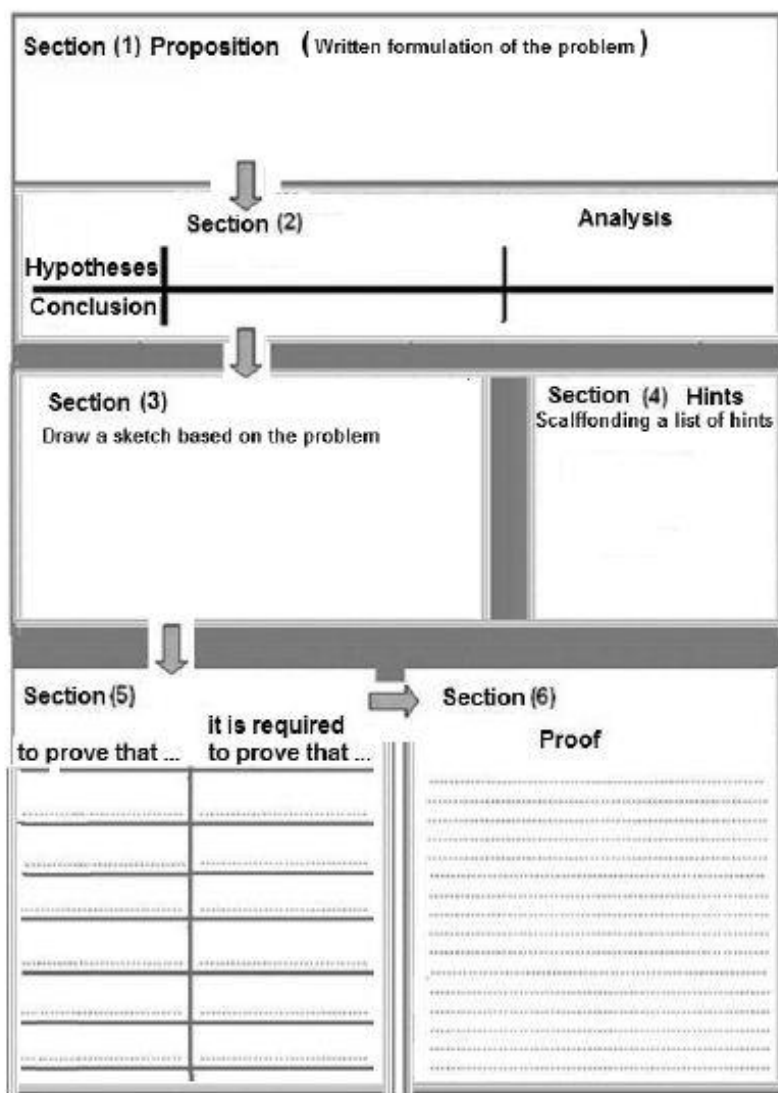 Section (1) Proposition (Written formulation of the problem)
Section (2) Analysis
Hypotheses
Conclusion
Section (3)
Draw a sketch based on the problem
Section (4) Hints
Scalffonding a list of hints
Section (5)
to prove that ...
it is required
to prove that ...
Section (6)
Proof